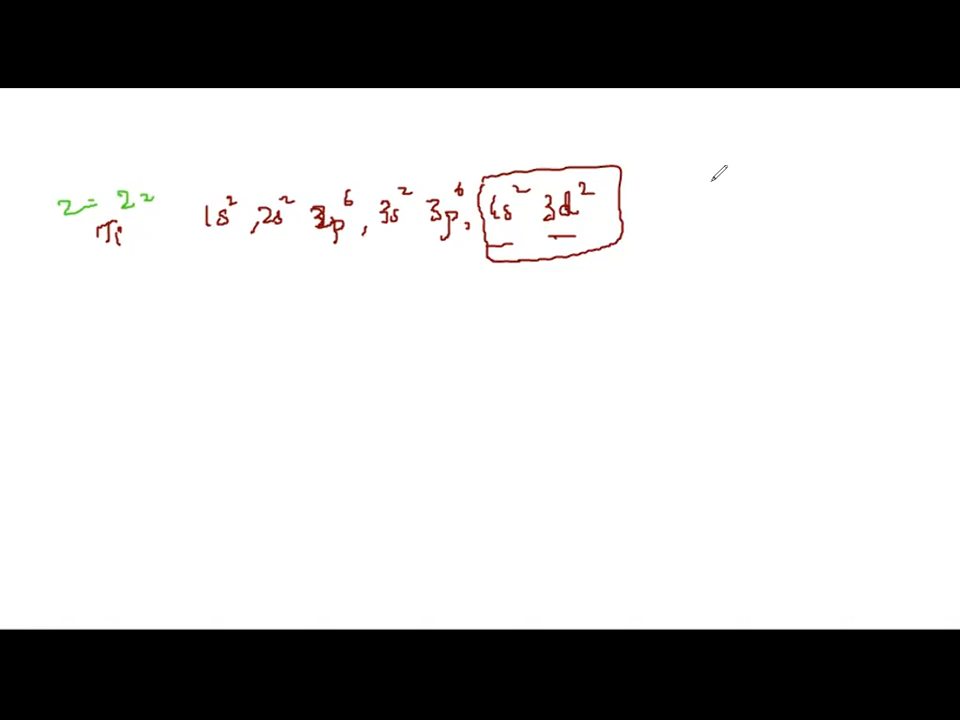 Z = 22 1s², 2s² 2p⁶, 3s² 3p⁶, 4s² 3d²
Ti